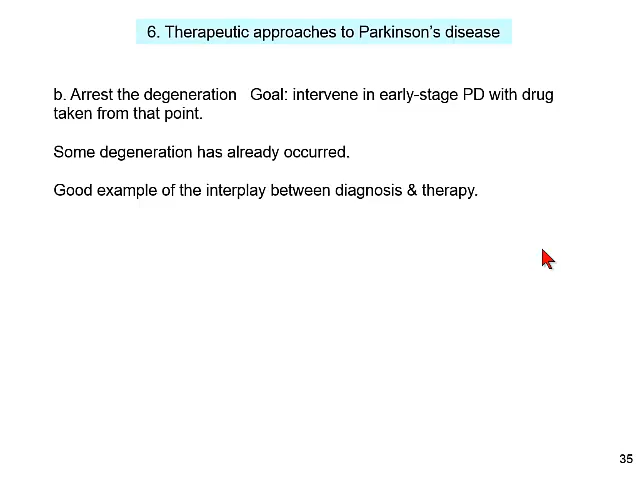 6. Therapeutic approaches to Parkinson's disease
b. Arrest the degeneration   Goal: intervene in early-stage PD with drug
taken from that point.
Some degeneration has already occurred.
Good example of the interplay between diagnosis & therapy.
35